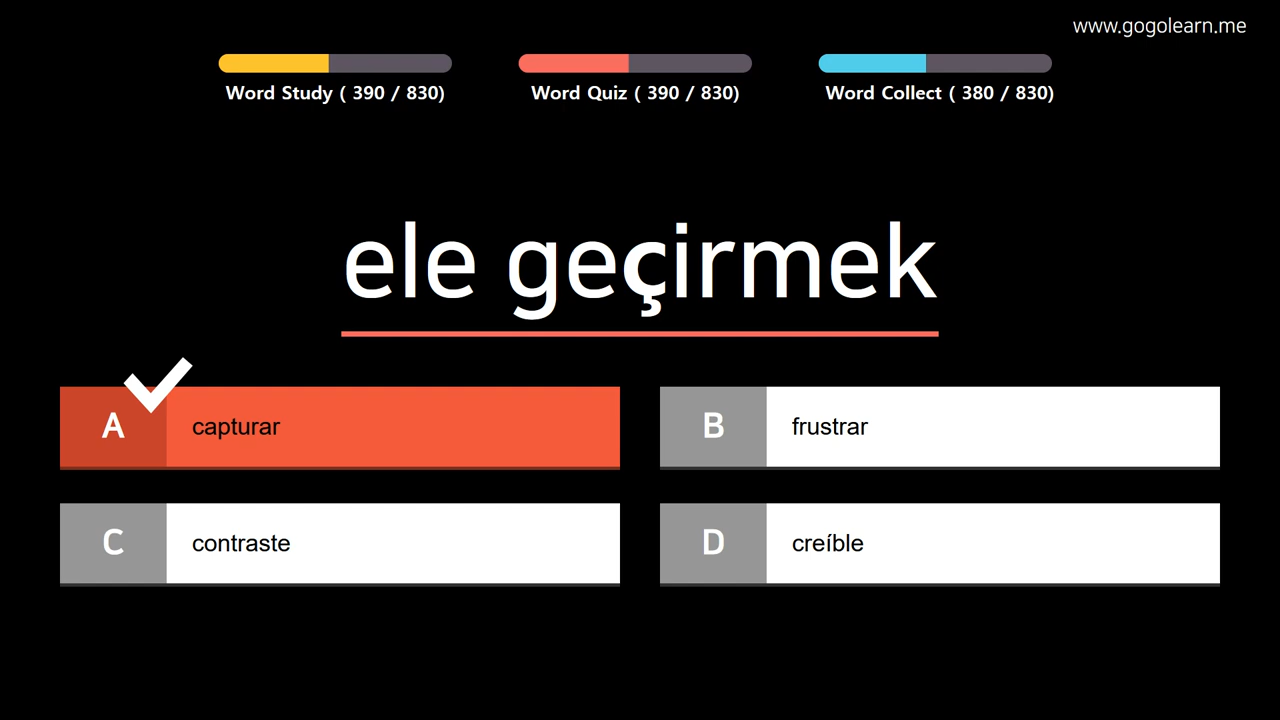 www.gogolearn.me
Word Study ( 390 / 830)
Word Quiz ( 390 / 830)
Word Collect ( 380 / 830)
ele geçirmek
A capturar
B frustrar
C contraste
D creíble